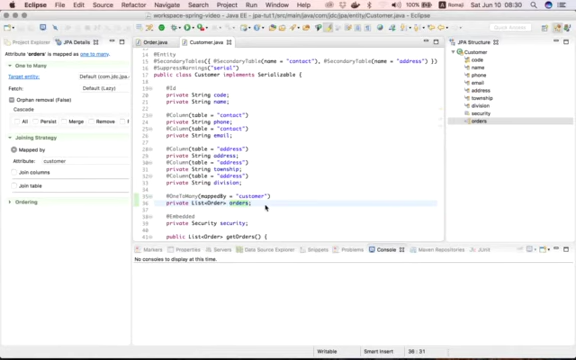 Eclipse File Edit Navigate Search Project Run Window Help
100% Sat Jun 10 08:30
workspace-spring-video - Java EE - jpa-tut/src/main/java/com/jdc/jpa/entity/Customer.java - Eclipse
Project Explorer JPA Details
Attribute 'orders' is mapped as one to many.
One to Many
Target entity: Default (com.jdc.jpa.
Fetch: Default (Lazy)
Orphan removal (False)
Cascade
All Persist Merge Remove
Joining Strategy
Mapped by
Attribute: customer
Join columns
Join table
Ordering
Order.java Customer.java
@Entity
@SecondaryTables({ @SecondaryTable(name = "contact"), @SecondaryTable(name = "address") })
@SuppressWarnings("serial")
public class Customer implements Serializable {
@Id
private String code;
private String name;
@Column(table = "contact")
private String phone;
@Column(table = "contact")
private String email;
@Column(table = "address")
private String address;
@Column(table = "address")
private String township;
@Column(table = "address")
private String division;
@OneToMany(mappedBy = "customer")
private List<Order> orders;
@Embedded
private Security security;
public List<Order> getOrders() {
JPA Structure
Customer
code
name
phone
email
address
township
division
security
orders
Markers Properties Servers Data Source Explorer Snippets Problems Console Maven Repositories JUnit
No consoles to display at this time.
Writable Smart Insert 36 : 31